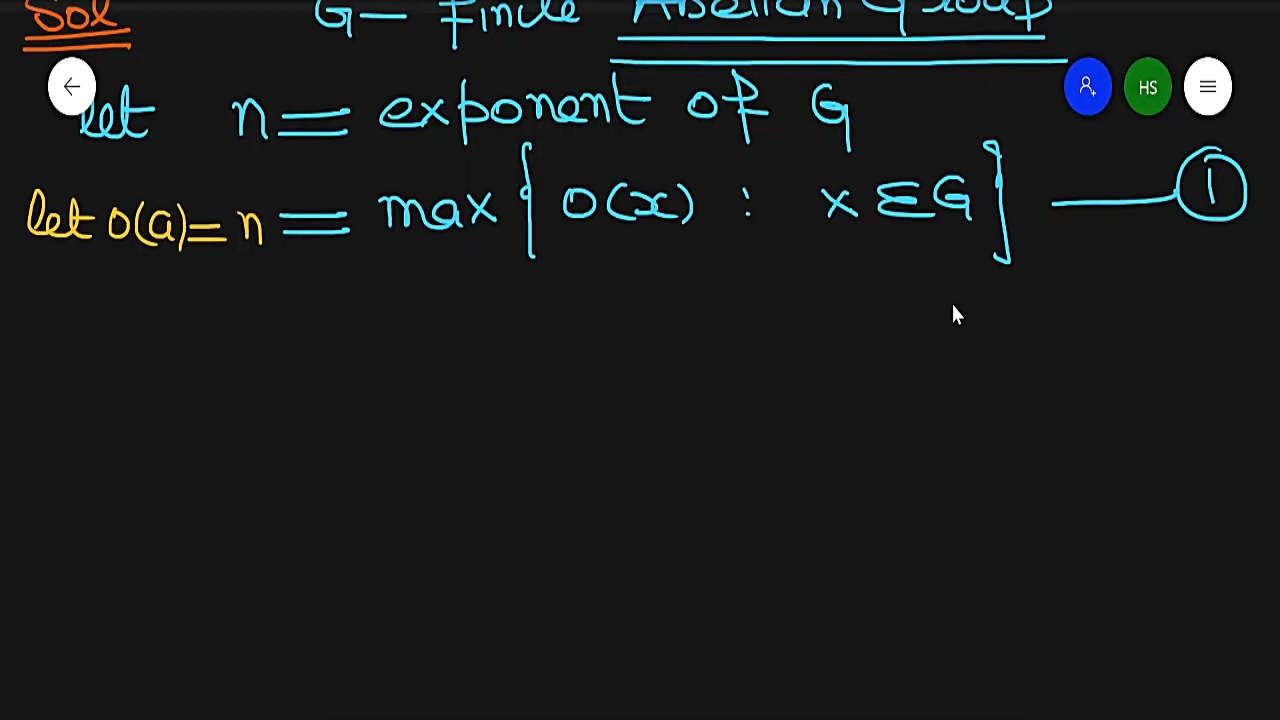 Sol G — Finite Abelian Group
let n = exponent of G
let O(a) = n = max { O(x) : x ∈ G } — 1
HS